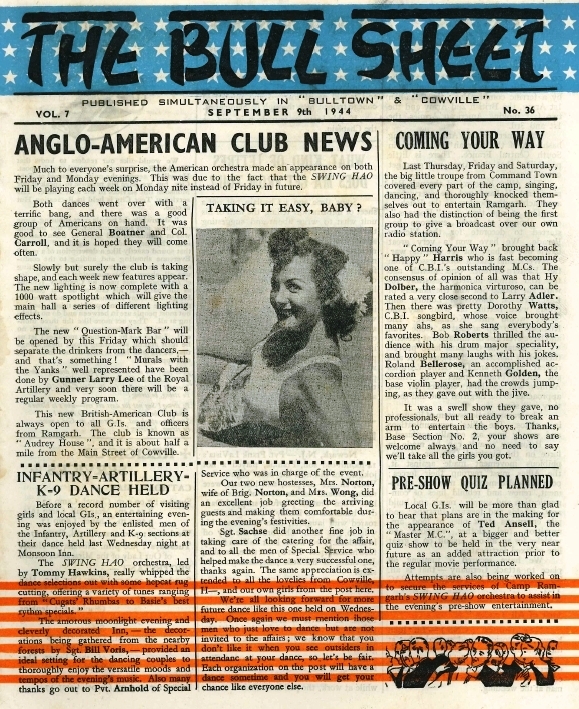 THE BULL SHEET
PUBLISHED SIMULTANEOUSLY IN "BULLTOWN" & "COWVILLE"
VOL. 7 SEPTEMBER 9th 1944 No. 36
ANGLO-AMERICAN CLUB NEWS
Much to everyone's surprise, the American orchestra made an appearance on both
Friday and Monday evenings. This was due to the fact that the SWING HAO
will be playing each week on Monday nite instead of Friday in future.
Both dances went over with a
terrific bang, and there was a good
group of Americans on hand. It was
good to see General Boatner and Col.
Carroll, and it is hoped they will come
often.
Slowly but surely the club is taking
shape, and each week new features appear.
The new lighting is now complete with a
1000 watt spotlight which will give the
main hall a series of different lighting
effects.
The new "Question-Mark Bar" will
be opened by this Friday which should
separate the drinkers from the dancers,—
and that's something! "Murals with
the Yanks" well represented have been
done by Gunner Larry Lee of the Royal
Artillery and very soon there will be a
regular weekly program.
This new British-American Club is
always open to all G.Is. and officers
from Ramgarh. The club is known as
"Audrey House", and it is about half a
mile from the Main Street of Cowville.
TAKING IT EASY, BABY?
INFANTRY-ARTILLERY-
K-9 DANCE HELD
Before a record number of visiting
girls and local GIs., an entertaining even-
ing was enjoyed by the enlisted men of
the Infantry, Artillery and K-9 sections at
their dance held last Wednesday night at
Monsoon Inn.
The SWING HAO orchestra, led
by Tommy Hawkins, really whipped the
dance selections out with some hepcat rug
cutting, offering a variety of tunes ranging
from "Cugats' Rhumbas to Basie's best
rythm specials."
The amorous moonlight evening and
cleverly decorated Inn,—the decor-
ations being gathered from the nearby
forests by Sgt. Bill Voris,—provided an
ideal setting for the dancing couples to
thoroughly enjoy the versatile moods and
tempos of the evening's music. Also many
thanks go out to Pvt. Arnhold of Special
Service who was in charge of the event.
Our two new hostesses, Mrs. Norton,
wife of Brig. Norton, and Mrs. Wong, did
an excellent job greeting the arriving
guests and making them comfortable dur-
ing the evening's festivities.
Sgt. Sachse did another fine job in
taking care of the catering for the affair,
and to all men of Special Service who
helped make the dance a very successful one,
thanks again. The same appreciation is ex-
tended to all the lovelies from Cowville,
H—, and our own girls from the post here.
We're all looking forward for more
future dance like this one held on Wednes-
day. Once again we must mention those
men who just love to dance but are not
invited to the affairs; we know that you
don't like it when you see outsiders in
attendanc at your dance, so let's be fair.
Each organization on the post will have a
dance sometime and you will get your
chance like everyone else.
COMING YOUR WAY
Last Thursday, Friday and Saturday,
the big little troupe from Command Town
covered every part of the camp, singing,
dancing, and thoroughly knocked them-
selves out to entertain Ramgarh. They
also had the distinction of being the first
group to give a broadcast over our own
radio station.
"Coming Your Way" brought back
"Happy" Harris who is fast becoming
one of C.B.I.'s outstanding M.Cs. The
consensus of opinion of all was that Hy
Dolber, the harmonica virturoso, can be
rated a very close second to Larry Adler.
Then there was pretty Dorothy Watts,
C.B.I. songbird, whose voice brought
many ahs, as she sang everybody's
favorites. Bob Roberts thrilled the au-
dience with his drum major speciality,
and brought many laughs with his jokes.
Roland Bellerose, an accomplished ac-
cordion player and Kenneth Golden, the
base violin player, had the crowds jump-
ing, as they gave out with the jive.
It was a swell show they gave, no
professionals, but all ready to break an
arm to entertain the boys. Thanks,
Base Section No. 2, your shows are
welcome always and no need to say
we'll take all the girls you got.
PRE-SHOW QUIZ PLANNED
Local G.Is. will be more than glad
to hear that plans are in the making for
the appearance of Ted Ansell, the
"Master M.C.", at a bigger and better
quiz show to be held in the very near
future as an added attraction prior to
the regular movie performance.
Attempts are also being worked on
to secure the services of Camp Ram-
garh's SWING HAO orchestra to assist in
the evening's pre-show entertainment.